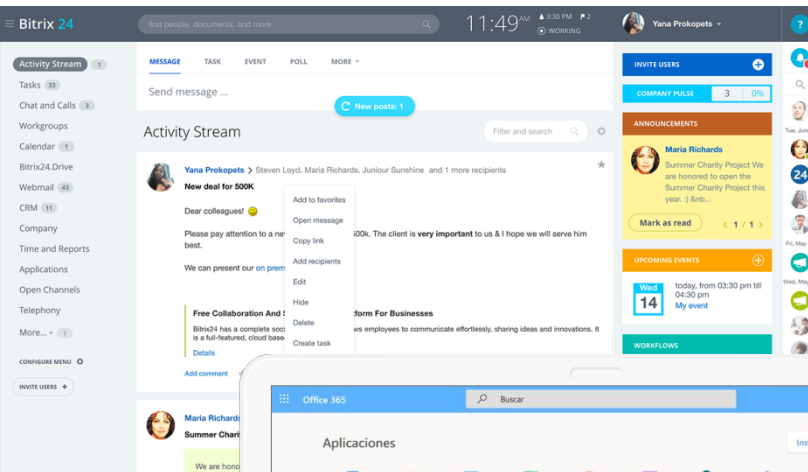 Bitrix 24
find people, documents, and more
11:49 AM
3:30 PM 2
WORKING
Yana Prokopets
?
Activity Stream 1
Tasks 33
Chat and Calls 3
Workgroups
Calendar 1
Bitrix24.Drive
Webmail 43
CRM 11
Company
Time and Reports
Applications
Open Channels
Telephony
More... 1
CONFIGURE MENU
INVITE USERS +
MESSAGE TASK EVENT POLL MORE
Send message ...
New posts: 1
Activity Stream
Filter and search
Yana Prokopets > Steven Loyd, Maria Richards, Juniour Sunshine and 1 more recipients
New deal for 500K
Dear colleagues!
Please pay attention to a ne 500k. The client is very important to us & I hope we will serve him
best.
We can present our on prem
Free Collaboration And tform For Businesses
Bitrix24 has a complete soci ws employees to communicate effortlessly, sharing ideas and innovations. It
is a full-featured, cloud base
Details
Add comment
Add to favorites
Open message
Copy link
Add recipients
Edit
Hide
Delete
Create task
Maria Richard
Summer Chari
We are hono
INVITE USERS
COMPANY PULSE 3 0%
ANNOUNCEMENTS
Maria Richards
Summer Charity Project We
are honored to open the
Summer Charity Project this
year. :) &nb...
Mark as read < 1 / 1 >
UPCOMING EVENTS
Wed
14
today, from 03:30 pm till
04:30 pm
My event
WORKFLOWS
Tue, June
24
Fri, May
Wed, May
Office 365
Buscar
Aplicaciones
Ins